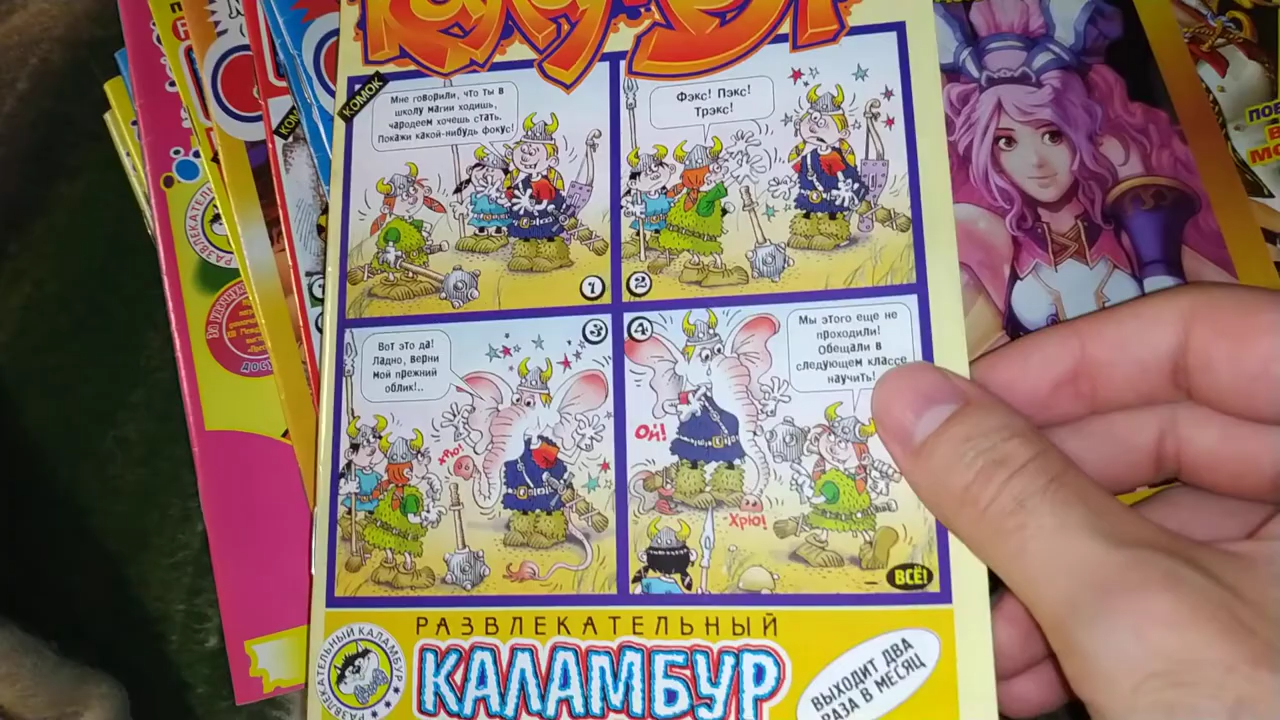 КОМОК
Мне говорили, что ты в
школу магии ходишь,
чародеем хочешь стать.
Покажи какой-нибудь фокус!
1
Фэкс! Пэкс!
Трэкс!
2
Вот это да!
Ладно, верни
мой прежний
облик!..
3
Хрю!
4
Мы этого еще не
проходили!
Обещали в
следующем классе
научить!
Ой!
Хрю!
ВСЁ!
РАЗВЛЕКАТЕЛЬНЫЙ
КАЛАМБУР
РАЗВЛЕКАТЕЛЬНЫЙ КАЛАМБУР
ВЫХОДИТ ДВА
РАЗА В МЕСЯЦ